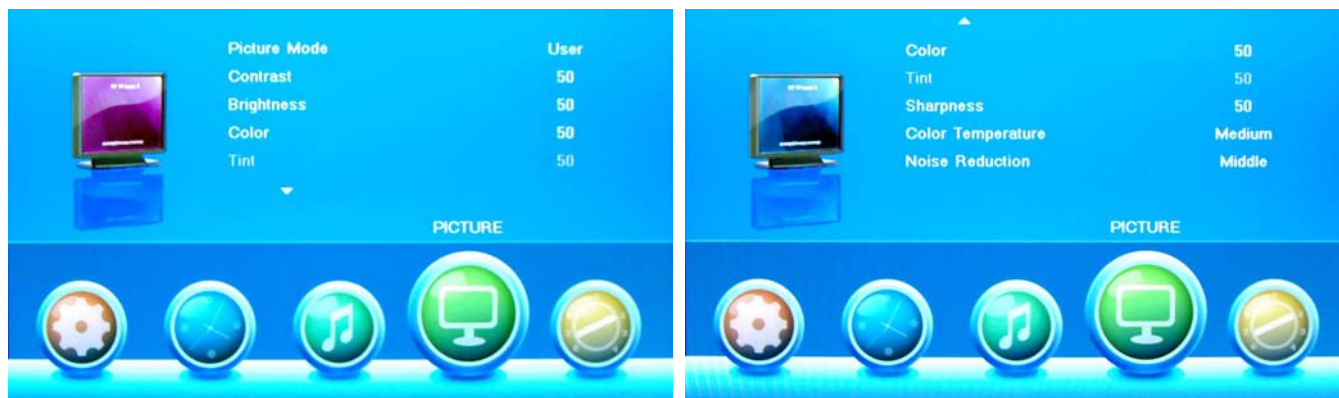 Picture Mode User
Contrast 50
Brightness 50
Color 50
Tint 50
PICTURE
Color 50
Tint 50
Sharpness 50
Color Temperature Medium
Noise Reduction Middle
PICTURE